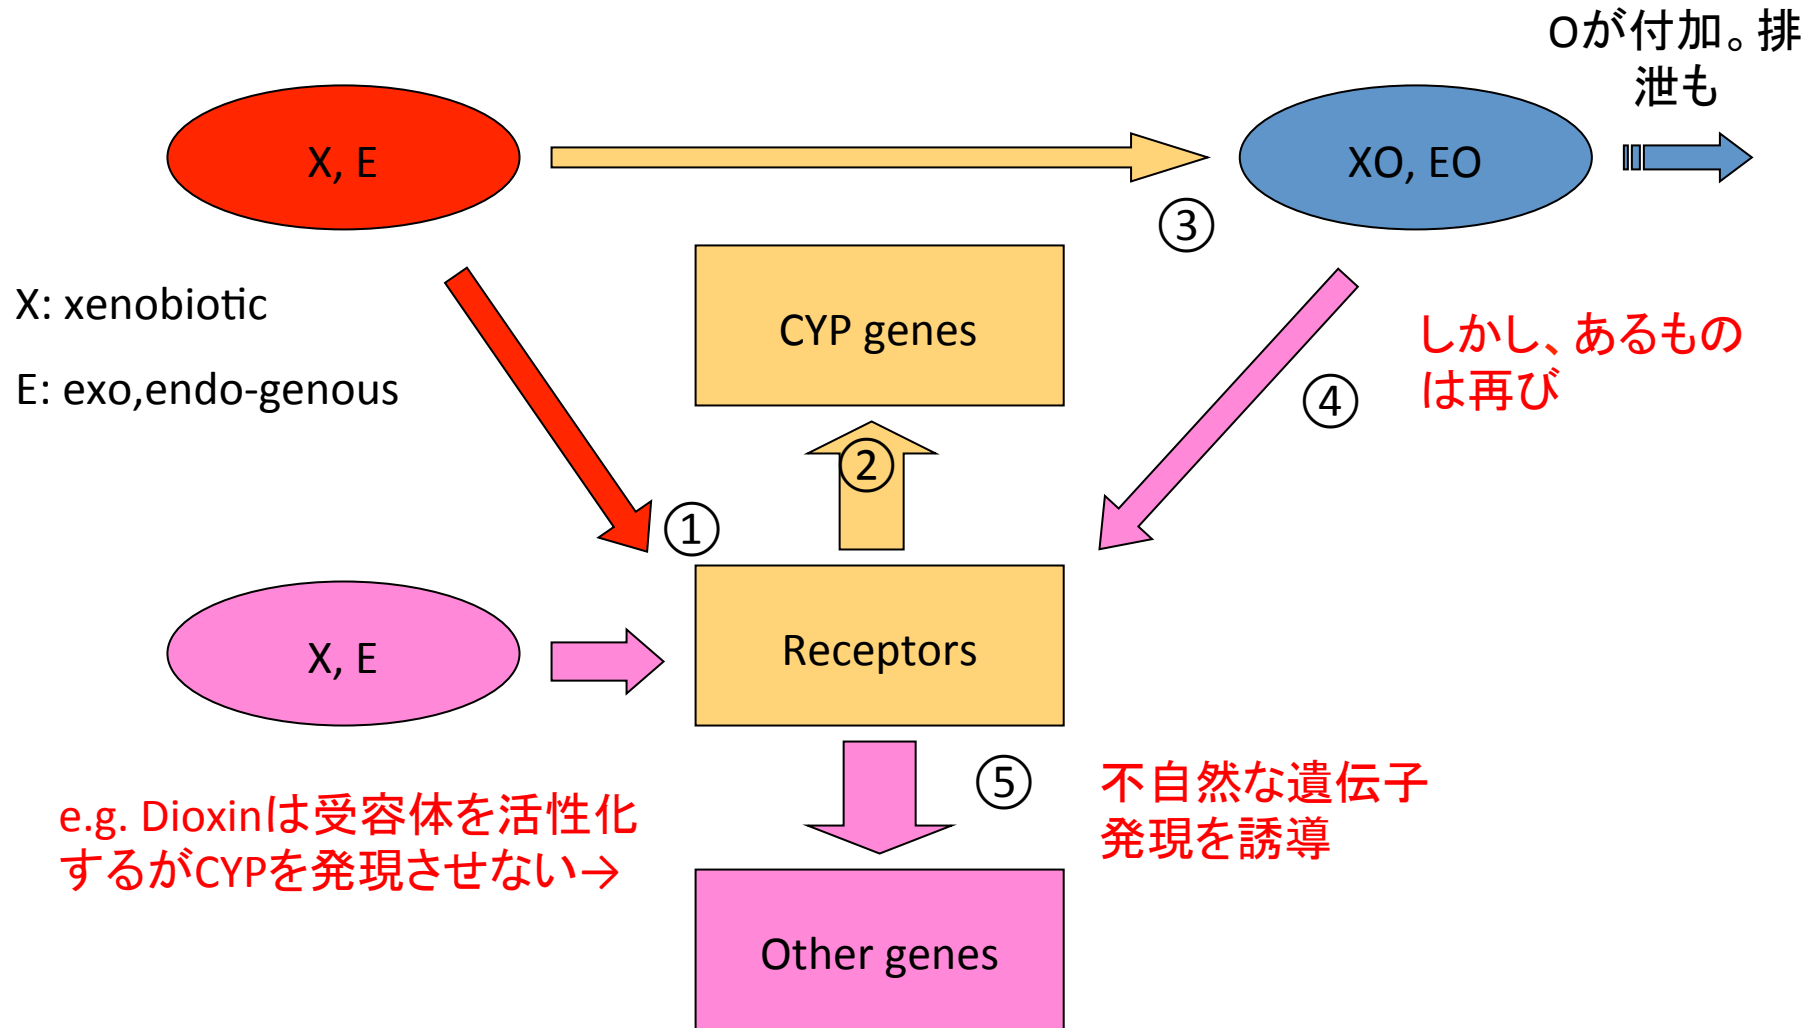 Oが付加。排
泄も
X, E
XO, EO
③
X: xenobiotic
CYP genes
しかし、あるもの
は再び
E: exo,endo-genous
④
②
①
X, E
Receptors
⑤
不自然な遺伝子
発現を誘導
e.g. Dioxinは受容体を活性化
するがCYPを発現させない→
Other genes